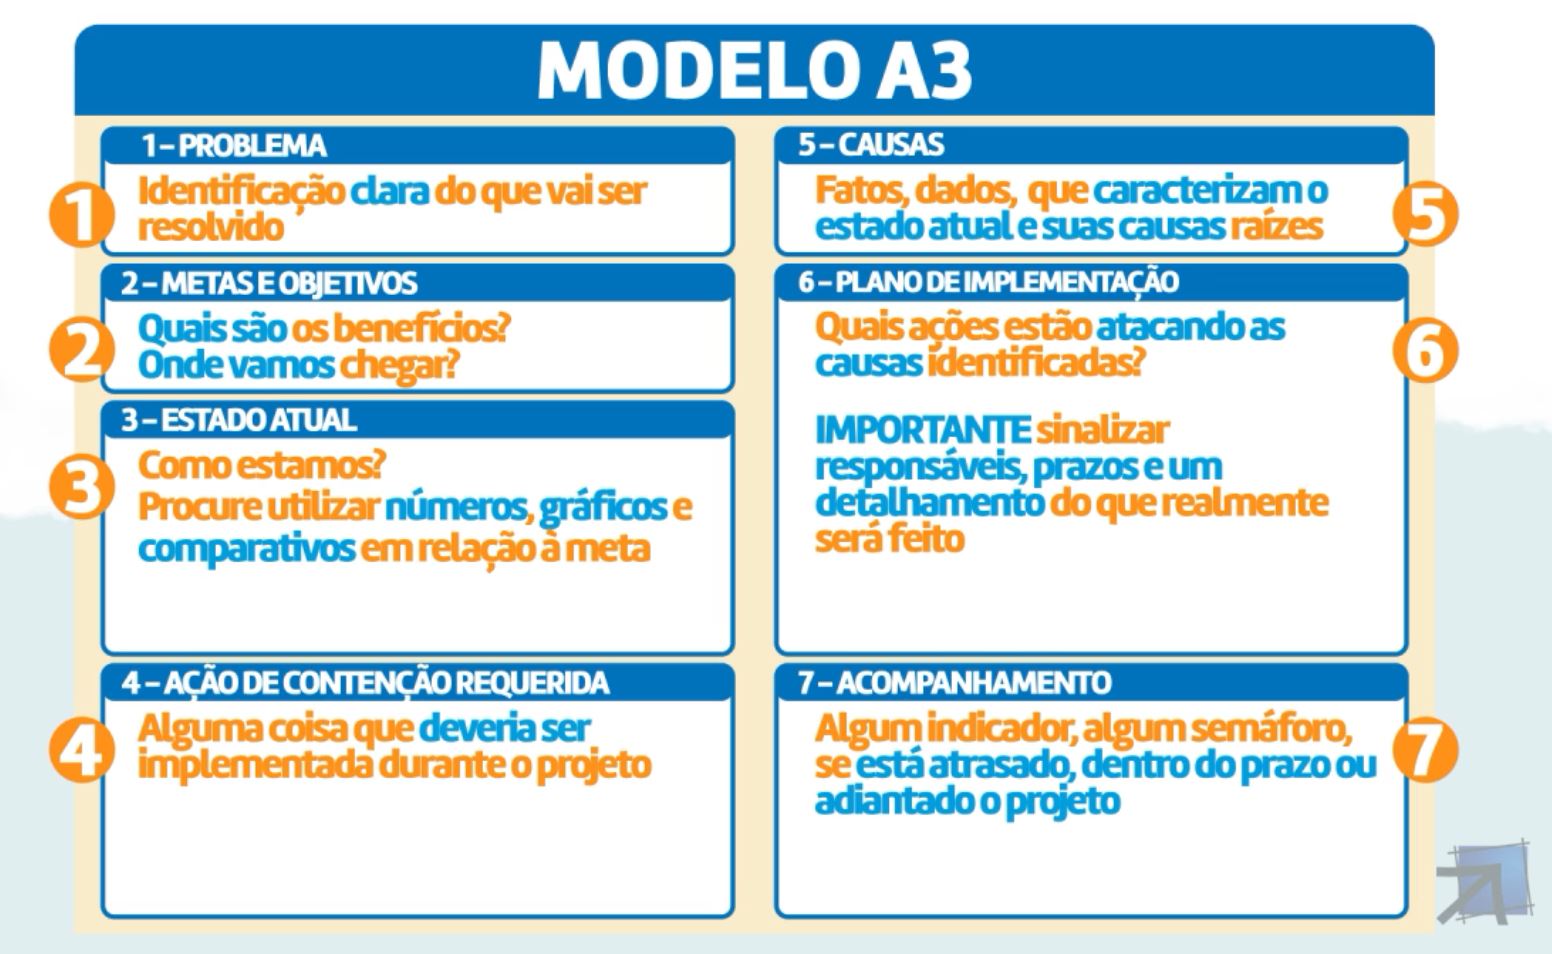 MODELO A3
1 – PROBLEMA
1
Identificação clara do que vai ser
resolvido
2 – METAS E OBJETIVOS
2
Quais são os benefícios?
Onde vamos chegar?
3 – ESTADO ATUAL
3
Como estamos?
Procure utilizar números, gráficos e
comparativos em relação à meta
4 – AÇÃO DE CONTENÇÃO REQUERIDA
4
Alguma coisa que deveria ser
implementada durante o projeto
5 – CAUSAS
5
Fatos, dados, que caracterizam o
estado atual e suas causas raízes
6 – PLANO DE IMPLEMENTAÇÃO
6
Quais ações estão atacando as
causas identificadas?
IMPORTANTE sinalizar
responsáveis, prazos e um
detalhamento do que realmente
será feito
7 – ACOMPANHAMENTO
7
Algum indicador, algum semáforo,
se está atrasado, dentro do prazo ou
adiantado o projeto